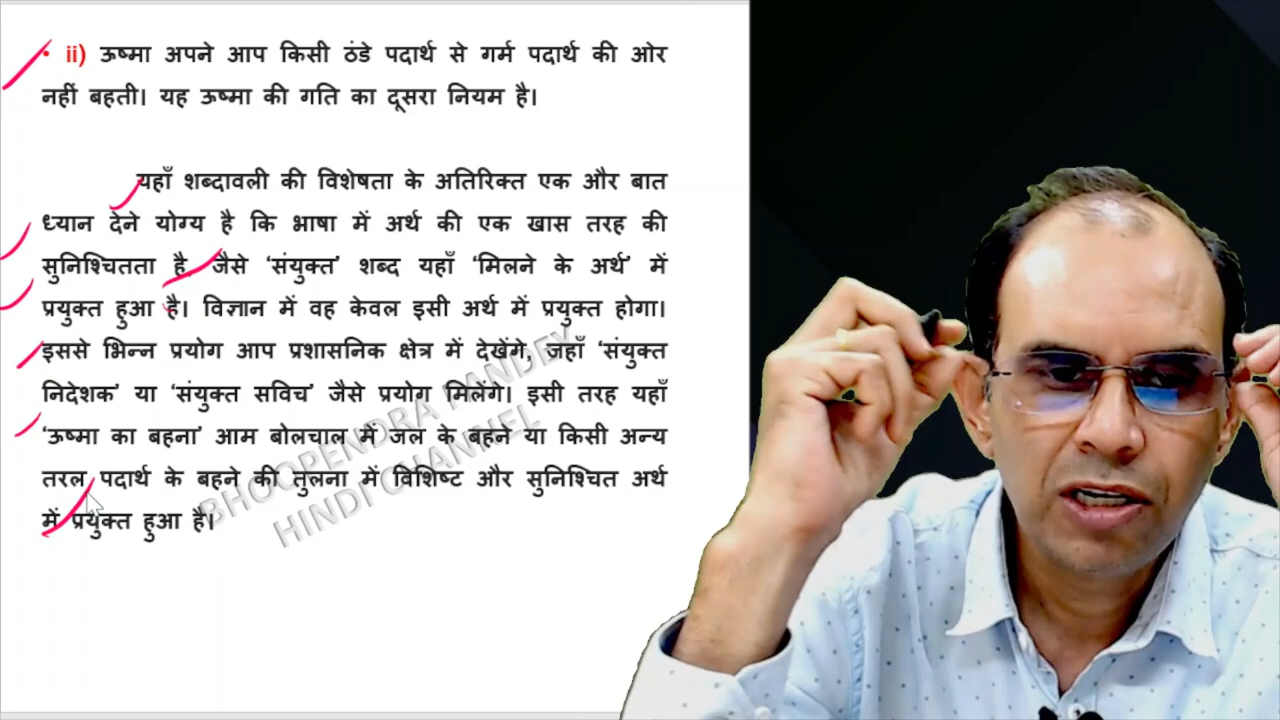 • ii) ऊष्मा अपने आप किसी ठंडे पदार्थ से गर्म पदार्थ की ओर
नहीं बहती। यह ऊष्मा की गति का दूसरा नियम है।
यहाँ शब्दावली की विशेषता के अतिरिक्त एक और बात
ध्यान देने योग्य है कि भाषा में अर्थ की एक खास तरह की
सुनिश्चितता है, जैसे ‘संयुक्त’ शब्द यहाँ ‘मिलने के अर्थ’ में
प्रयुक्त हुआ है। विज्ञान में वह केवल इसी अर्थ में प्रयुक्त होगा।
इससे भिन्न प्रयोग आप प्रशासनिक क्षेत्र में देखेंगे, जहाँ ‘संयुक्त
निदेशक’ या ‘संयुक्त सविच’ जैसे प्रयोग मिलेंगे। इसी तरह यहाँ
‘ऊष्मा का बहना’ आम बोलचाल में जल के बहने या किसी अन्य
तरल पदार्थ के बहने की तुलना में विशिष्ट और सुनिश्चित अर्थ
में प्रयुक्त हुआ है।
BHOOPENDRA PANDEY
HINDI CHANNEL